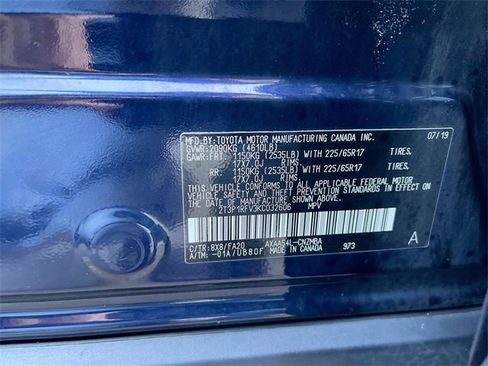 MFD.BY:TOYOTA MOTOR MANUFACTURING CANADA INC. 07/19
GVWR:2090KG (4610LB)
GAWR:FRT. 1150KG (2535LB) WITH 225/65R17 TIRES.
17X7.0J RIMS.
RR. 1150KG (2535LB) WITH 225/65R17 TIRES.
17X7.0J RIMS.
THIS VEHICLE CONFORMS TO ALL APPLICABLE FEDERAL MOTOR
VEHICLE SAFETY AND THEFT PREVENTION STANDARDS IN EFFECT
ON THE DATE OF MANUFACTURE SHOWN ABOVE.
2T3P1RFV3KC032606 MPV
C/TR:8X8/FA20 AXAA54L-CNZMBA A
A/TM: -01A/UB80F MADE IN CANADA 973